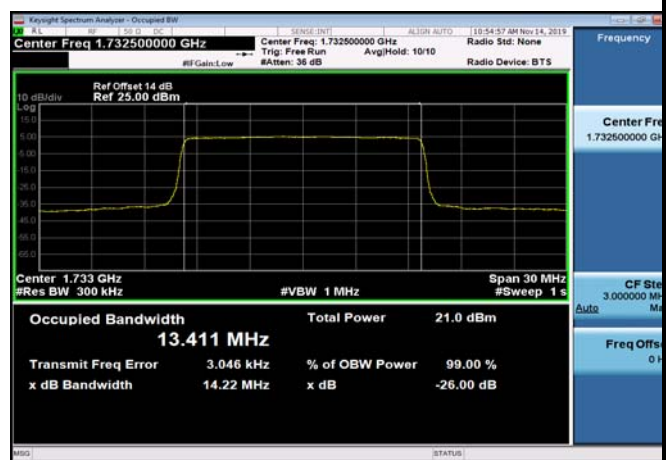 Keysight Spectrum Analyzer - Occupied BW
RL RF 50 Ω DC SENSE:INT ALIGN AUTO 10:54:57 AM Nov 14, 2019
Center Freq 1.732500000 GHz Center Freq: 1.732500000 GHz Radio Std: None Frequency
Trig: Free Run Avg|Hold: 10/10
#IFGain:Low #Atten: 36 dB Radio Device: BTS
Ref Offset 14 dB
10 dB/div Ref 25.00 dBm
Log
15.0
5.00
-5.00
-15.0
-25.0
-35.0
-45.0
-55.0
-65.0
Center Fre
1.732500000 GH
Center 1.733 GHz Span 30 MHz
#Res BW 300 kHz #VBW 1 MHz #Sweep 1 s
CF Ste
3.000000 MH
Auto Ma
Occupied Bandwidth Total Power 21.0 dBm
13.411 MHz
Transmit Freq Error 3.046 kHz % of OBW Power 99.00 %
x dB Bandwidth 14.22 MHz x dB -26.00 dB
Freq Offs
0 H
MSG STATUS